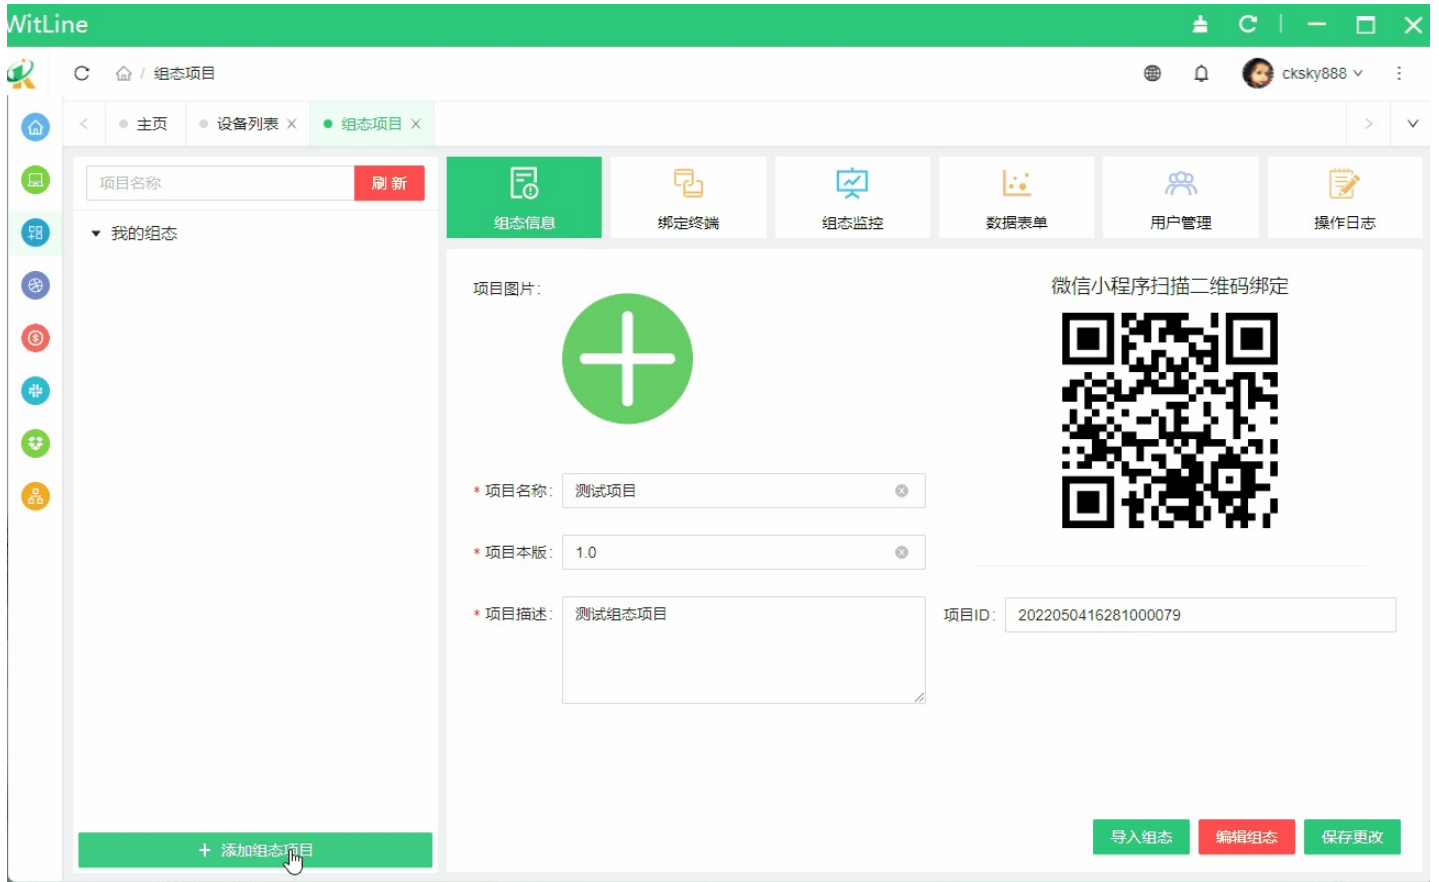 WitLine
/ 组态项目
cksky888
主页
设备列表
组态项目
项目名称
刷 新
我的组态
组态信息
绑定终端
组态监控
数据表单
用户管理
操作日志
项目图片:
微信小程序扫描二维码绑定
* 项目名称: 测试项目
* 项目本版: 1.0
* 项目描述: 测试组态项目
项目ID: 2022050416281000079
导入组态
编辑组态
保存更改
+ 添加组态项目